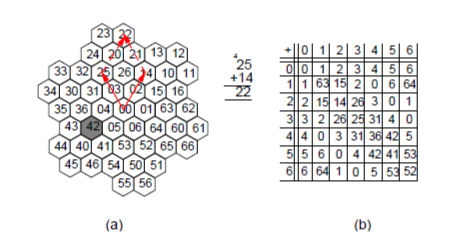 23 22
24 20 21 13 12
33 32 25 26 14 10 11
34 30 31 03 02 15 16
35 36 04 00 01 63 62
43 42 05 06 64 60 61
44 40 41 53 52 65 66
45 46 54 50 51
55 56
(a)
4
25
+14
22
+ 0 1 2 3 4 5 6
0 0 1 2 3 4 5 6
1 1 63 15 2 0 6 64
2 2 15 14 26 3 0 1
3 3 2 26 25 31 4 0
4 4 0 3 31 36 42 5
5 5 6 0 4 42 41 53
6 6 64 1 0 5 53 52
(b)